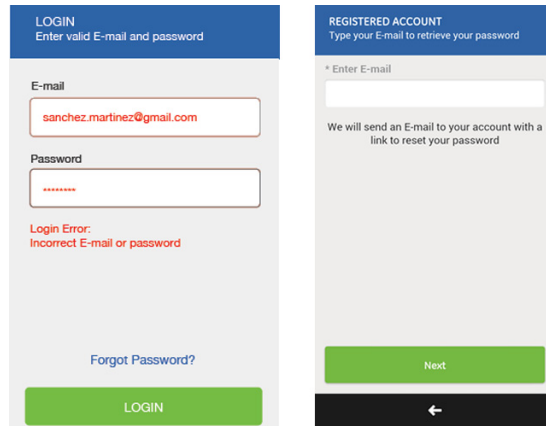 LOGIN
Enter valid E-mail and password
E-mail
sanchez.martinez@gmail.com
Password
********
Login Error:
Incorrect E-mail or password
Forgot Password?
LOGIN
REGISTERED ACCOUNT
Type your E-mail to retrieve your password
* Enter E-mail
We will send an E-mail to your account with a
link to reset your password
Next